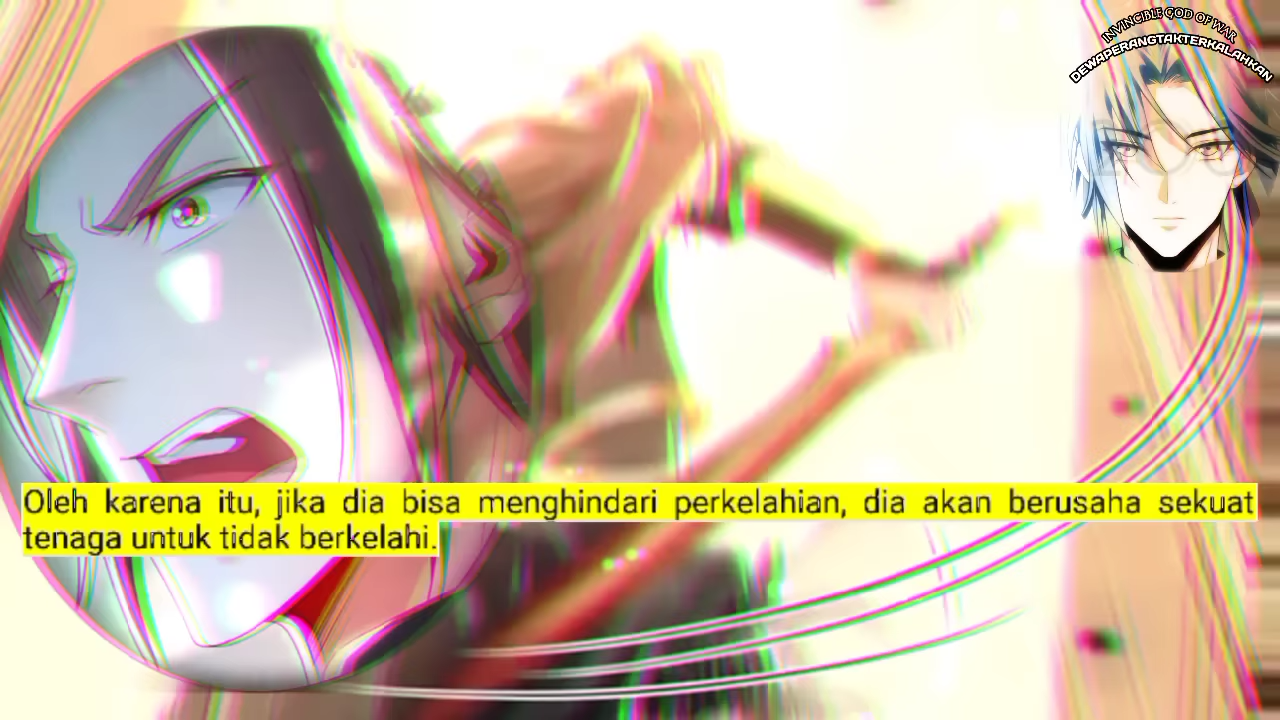 INVINCIBLE GOD OF WAR
DEWAPERANGTAKTERKALAHKAN
Oleh karena itu, jika dia bisa menghindari perkelahian, dia akan berusaha sekuat
tenaga untuk tidak berkelahi.